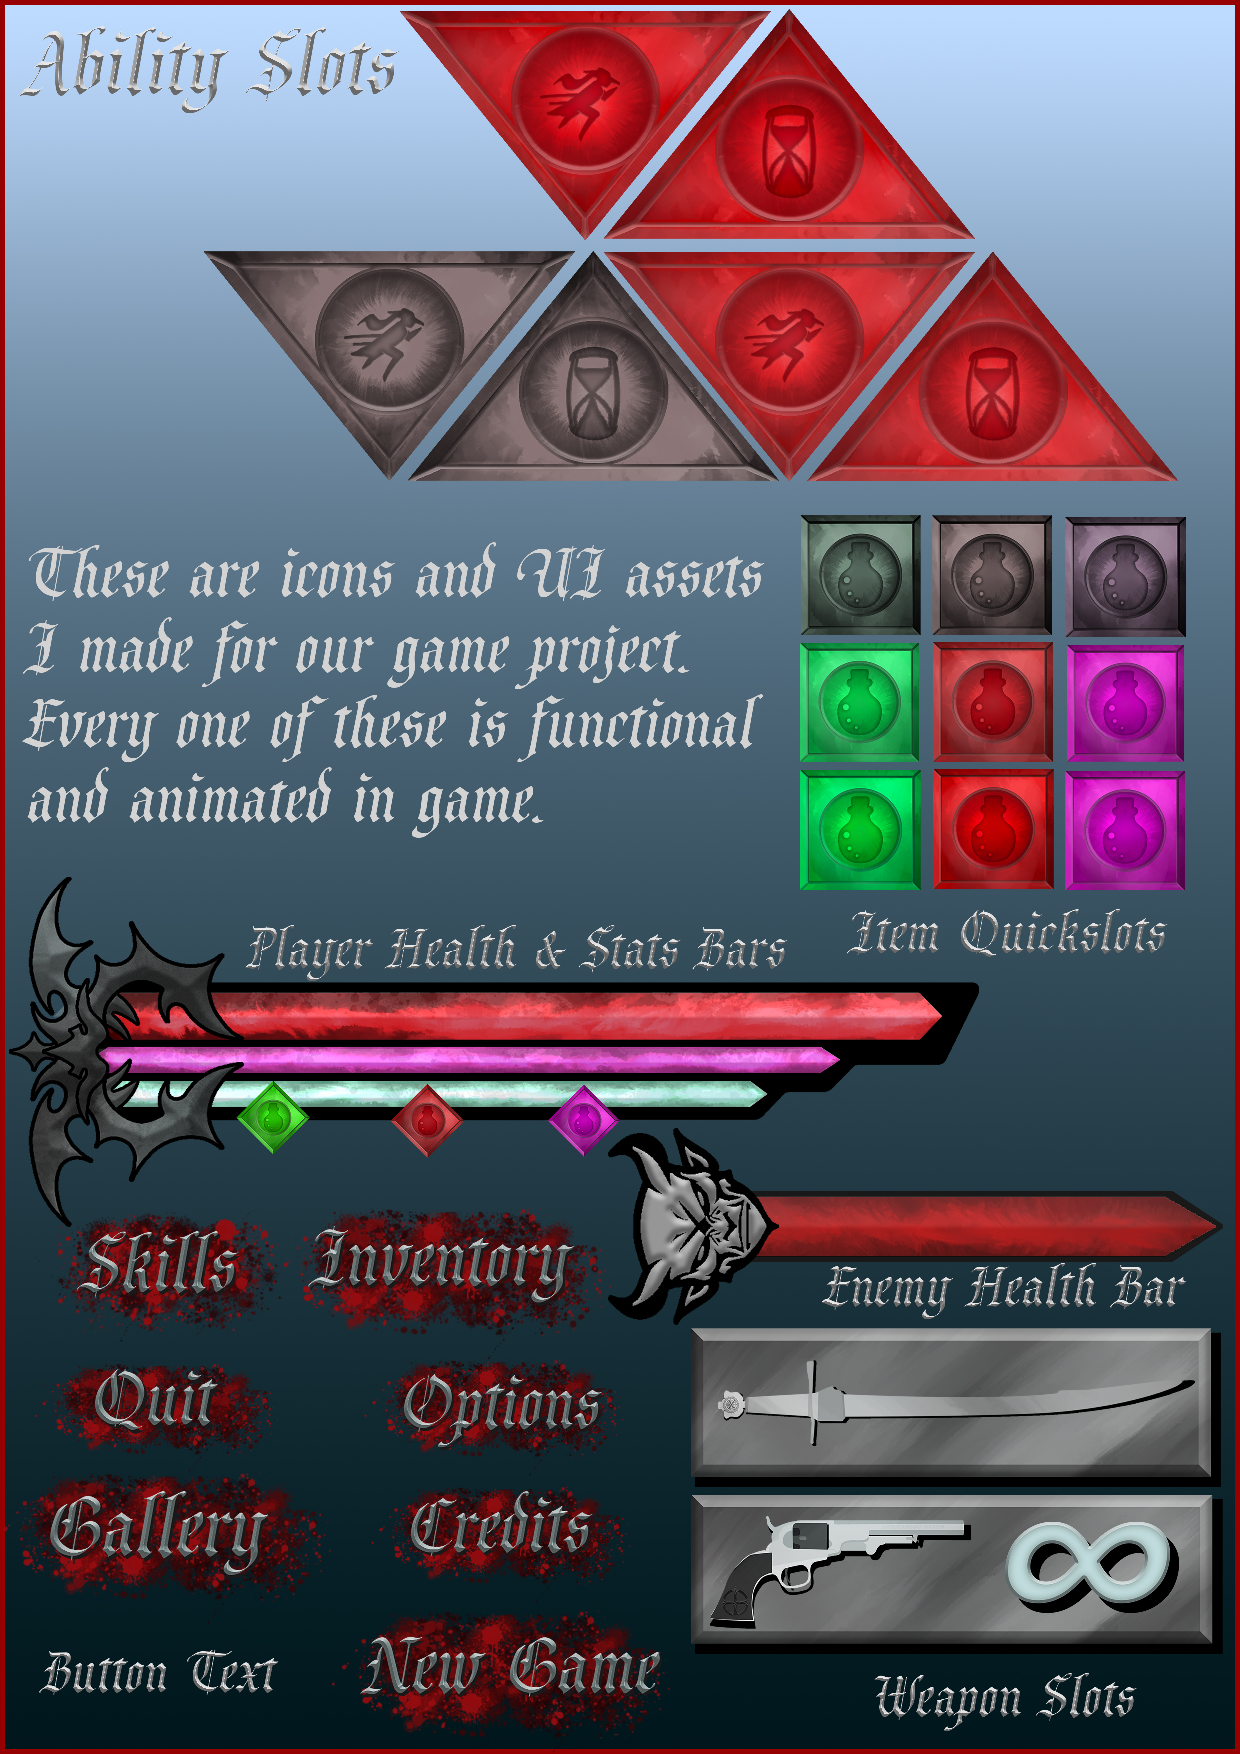 Ability Slots
These are icons and UI assets
I made for our game project.
Every one of these is functional
and animated in game.
Item Quickslots
Player Health & Stats Bars
Enemy Health Bar
Skills
Inventory
Quit
Options
Gallery
Credits
New Game
Button Text
Weapon Slots